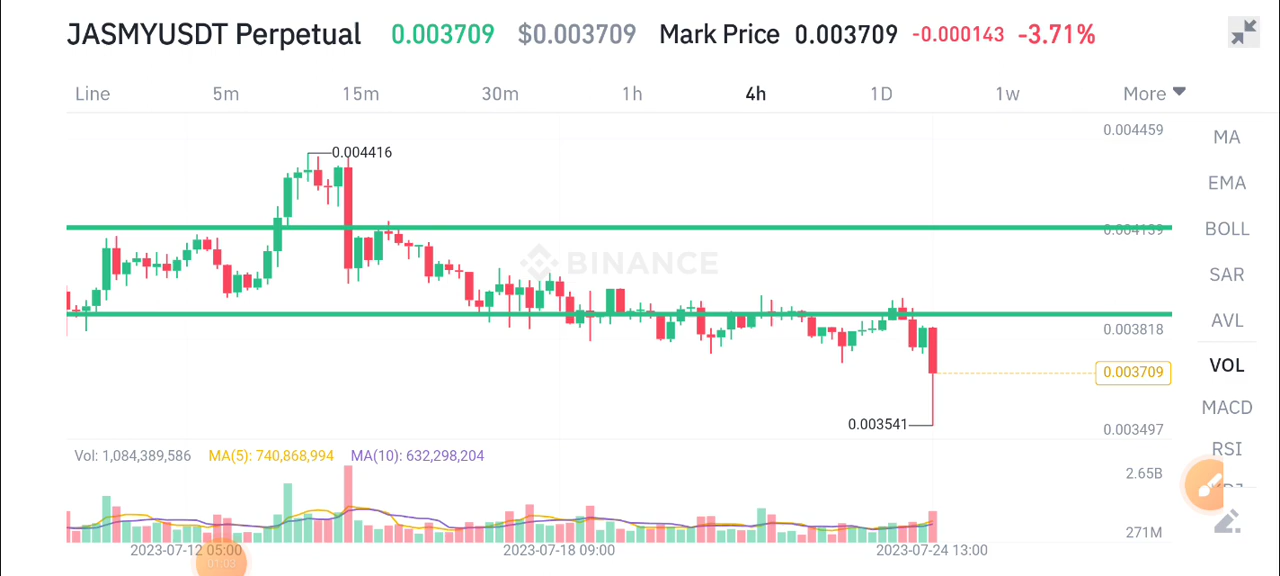 JASMYUSDT Perpetual 0.003709 $0.003709 Mark Price 0.003709 -0.000143 -3.71%
Line 5m 15m 30m 1h 4h 1D 1w More
0.004459
MA
0.004416
EMA
0.004139
BOLL
BINANCE
SAR
AVL
0.003818
VOL
0.003709
MACD
0.003541
0.003497
RSI
Vol: 1,084,389,586 MA(5): 740,868,994 MA(10): 632,298,204
2.65B
271M
2023-07-12 05:00 2023-07-18 09:00 2023-07-24 13:00
01:03